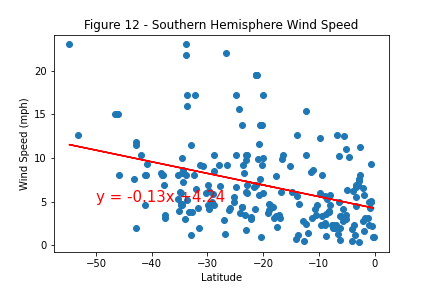 Figure 12 - Southern Hemisphere Wind Speed
Wind Speed (mph)
20
15
10
5
0
y = -0.13x +4.24
−50
−40
−30
−20
−10
0
Latitude